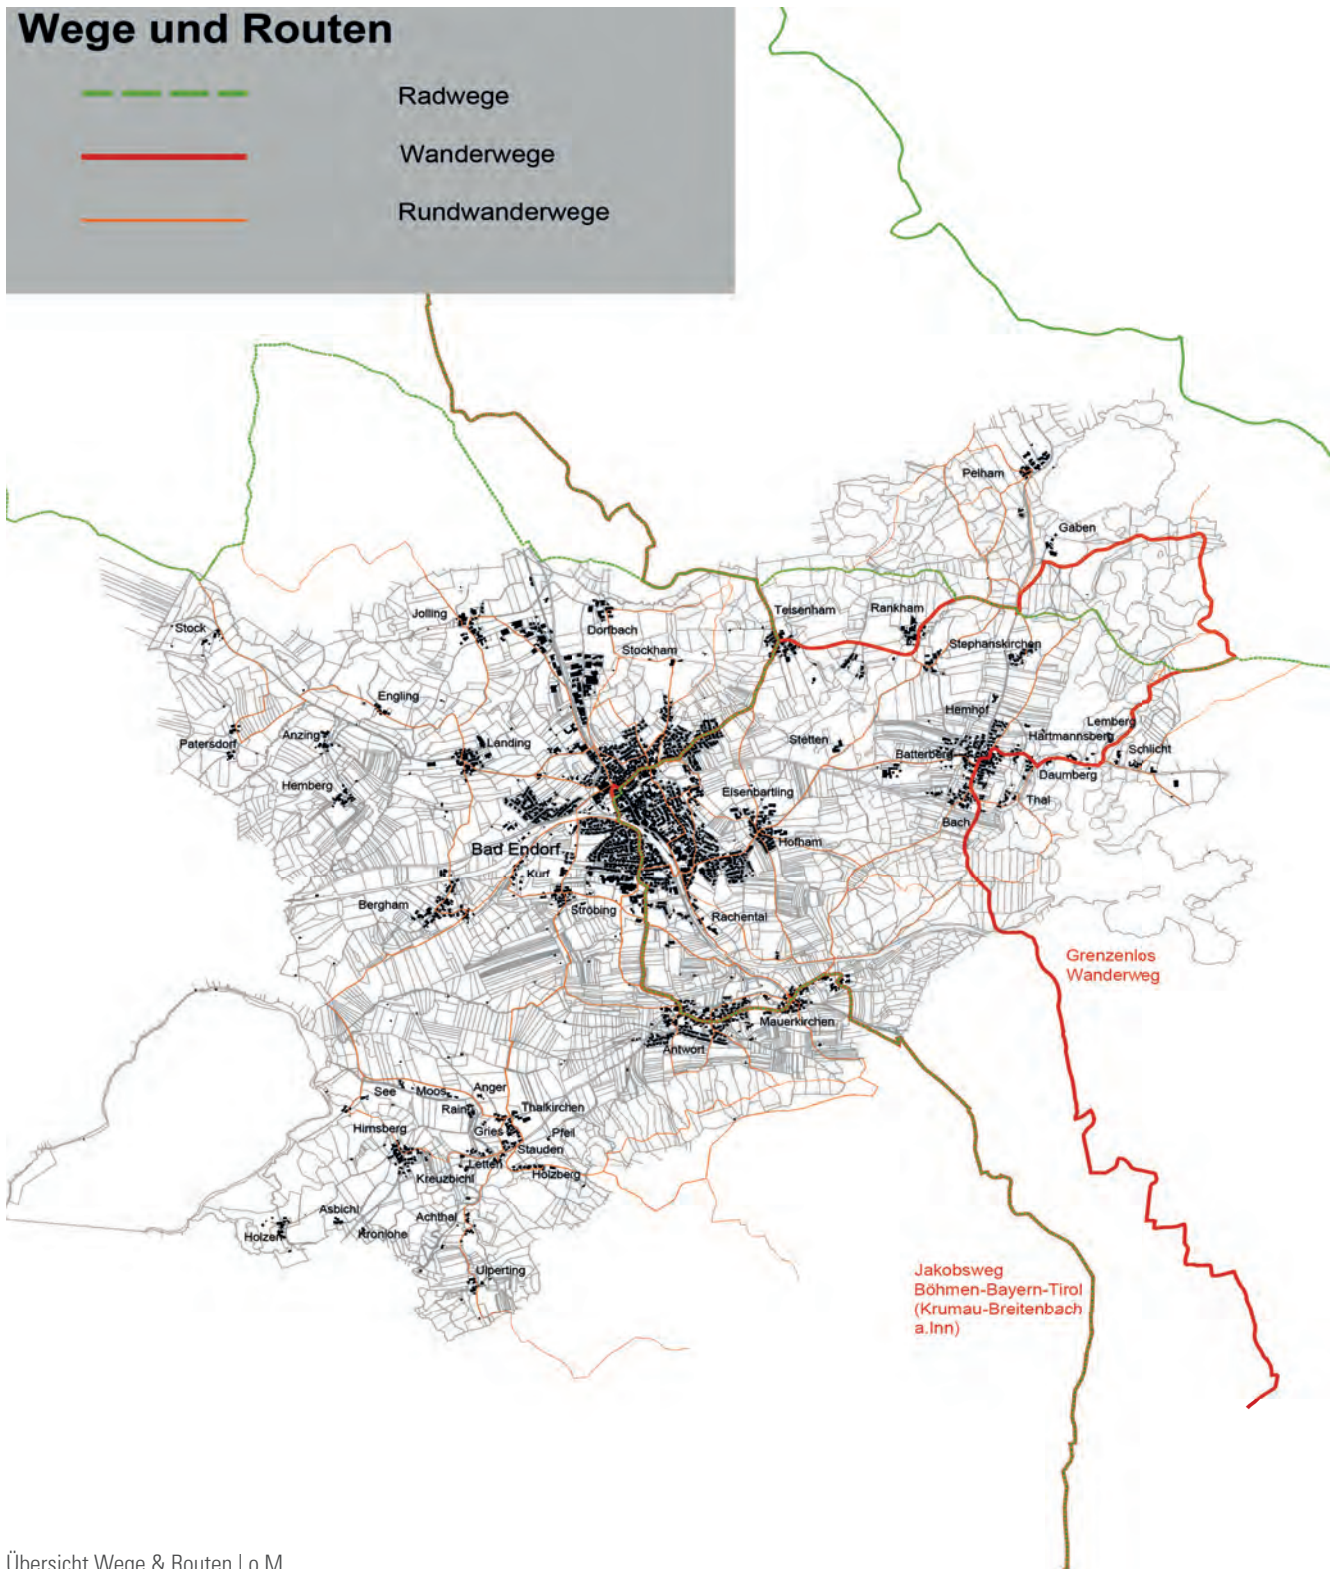 Wege und Routen
Radwege
Wanderwege
Rundwanderwege
Pelham
Gaben
Jolling
Dorfbach
Teisenham
Rankham
Stock
Stockham
Stephanskirchen
Engling
Hemhof
Patersdorf
Anzing
Landing
Stetten
Batterberg
Lemberg
Hartmannsberg
Schlicht
Hemberg
Eisenbartling
Daumberg
Thal
Bach
Bad Endorf
Hofham
Kurf
Bergham
Ströbing
Rachental
Grenzenlos
Wanderweg
Mauerkirchen
Antwort
See
Moos
Anger
Rain
Thalkirchen
Himsberg
Gries
Pfeil
Stauden
Letten
Kreuzbichl
Holzberg
Asbichl
Achthal
Holzen
Kronlohe
Ulperting
Jakobsweg
Böhmen-Bayern-Tirol
(Krumau-Breitenbach
a.Inn)
Übersicht Wege & Routen | o.M.